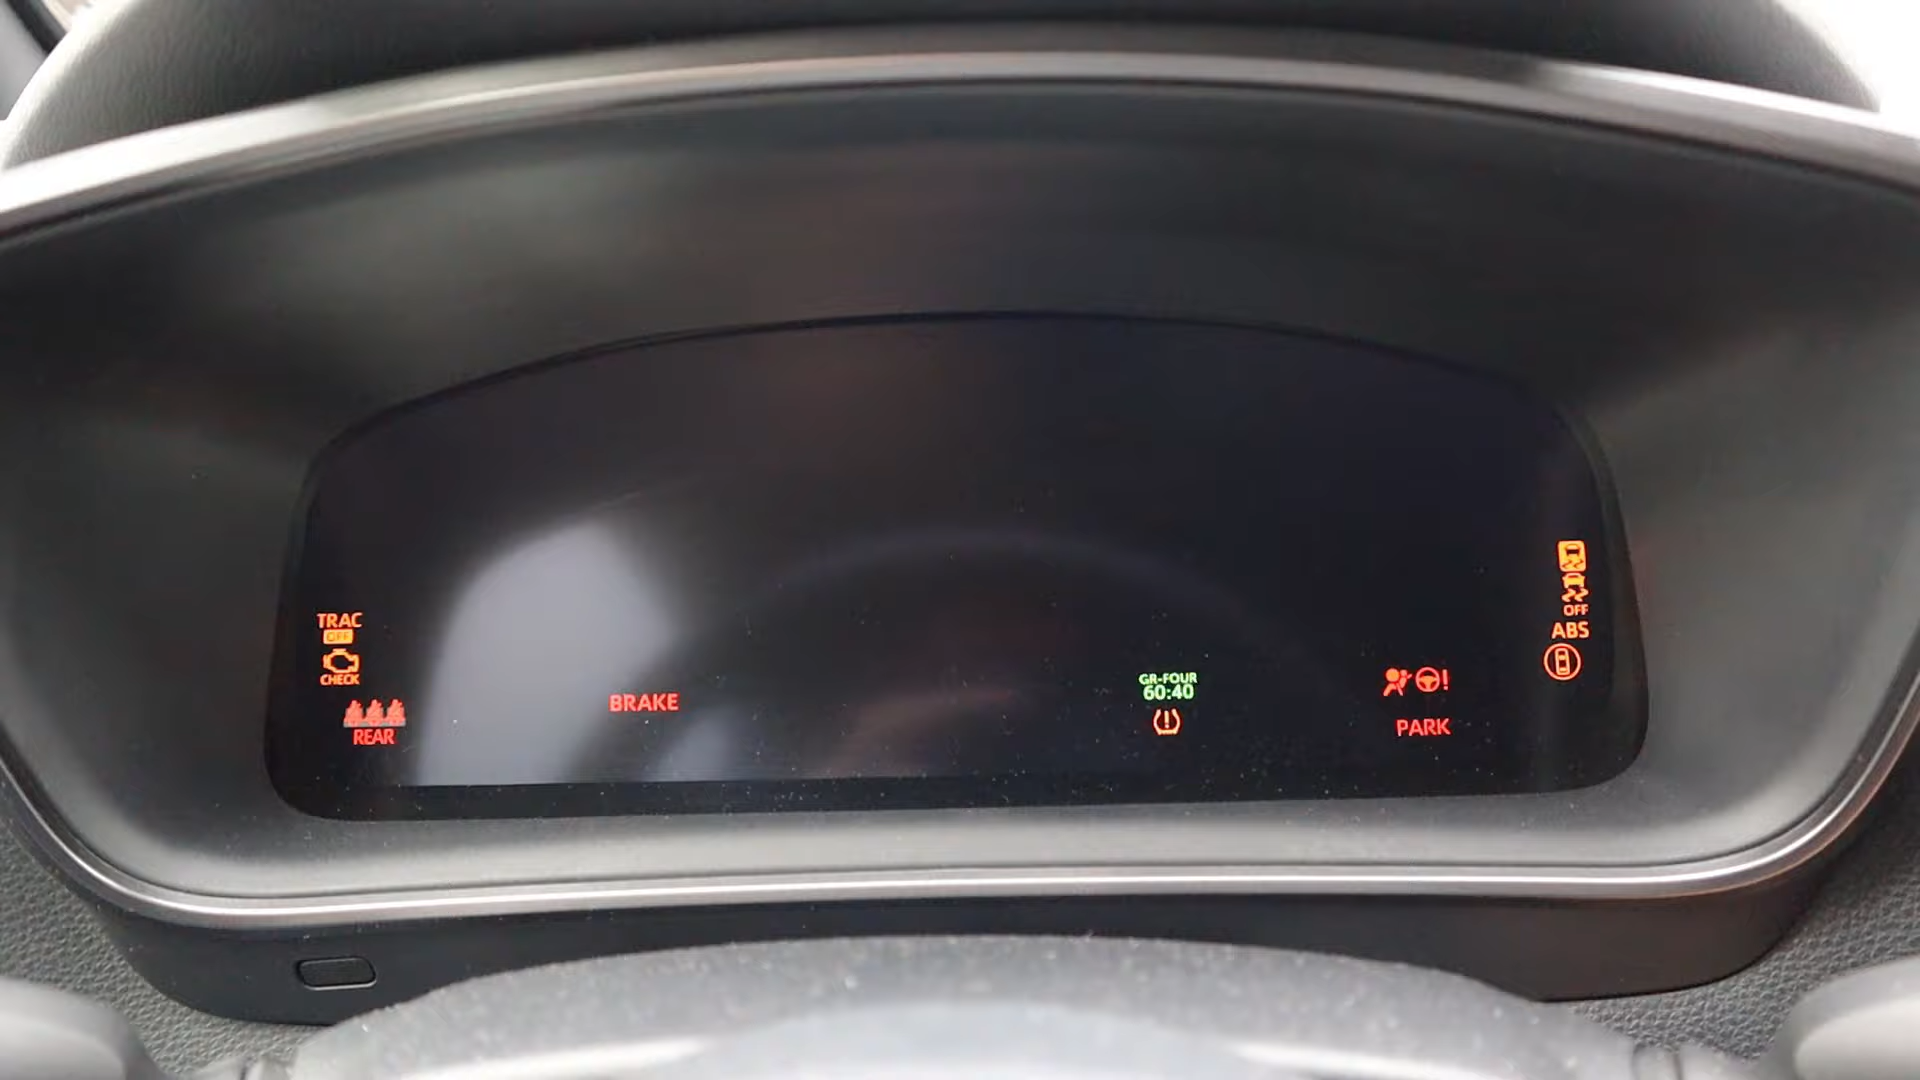 TRAC
OFF
CHECK
REAR
BRAKE
GR-FOUR
60:40
PARK
OFF
ABS